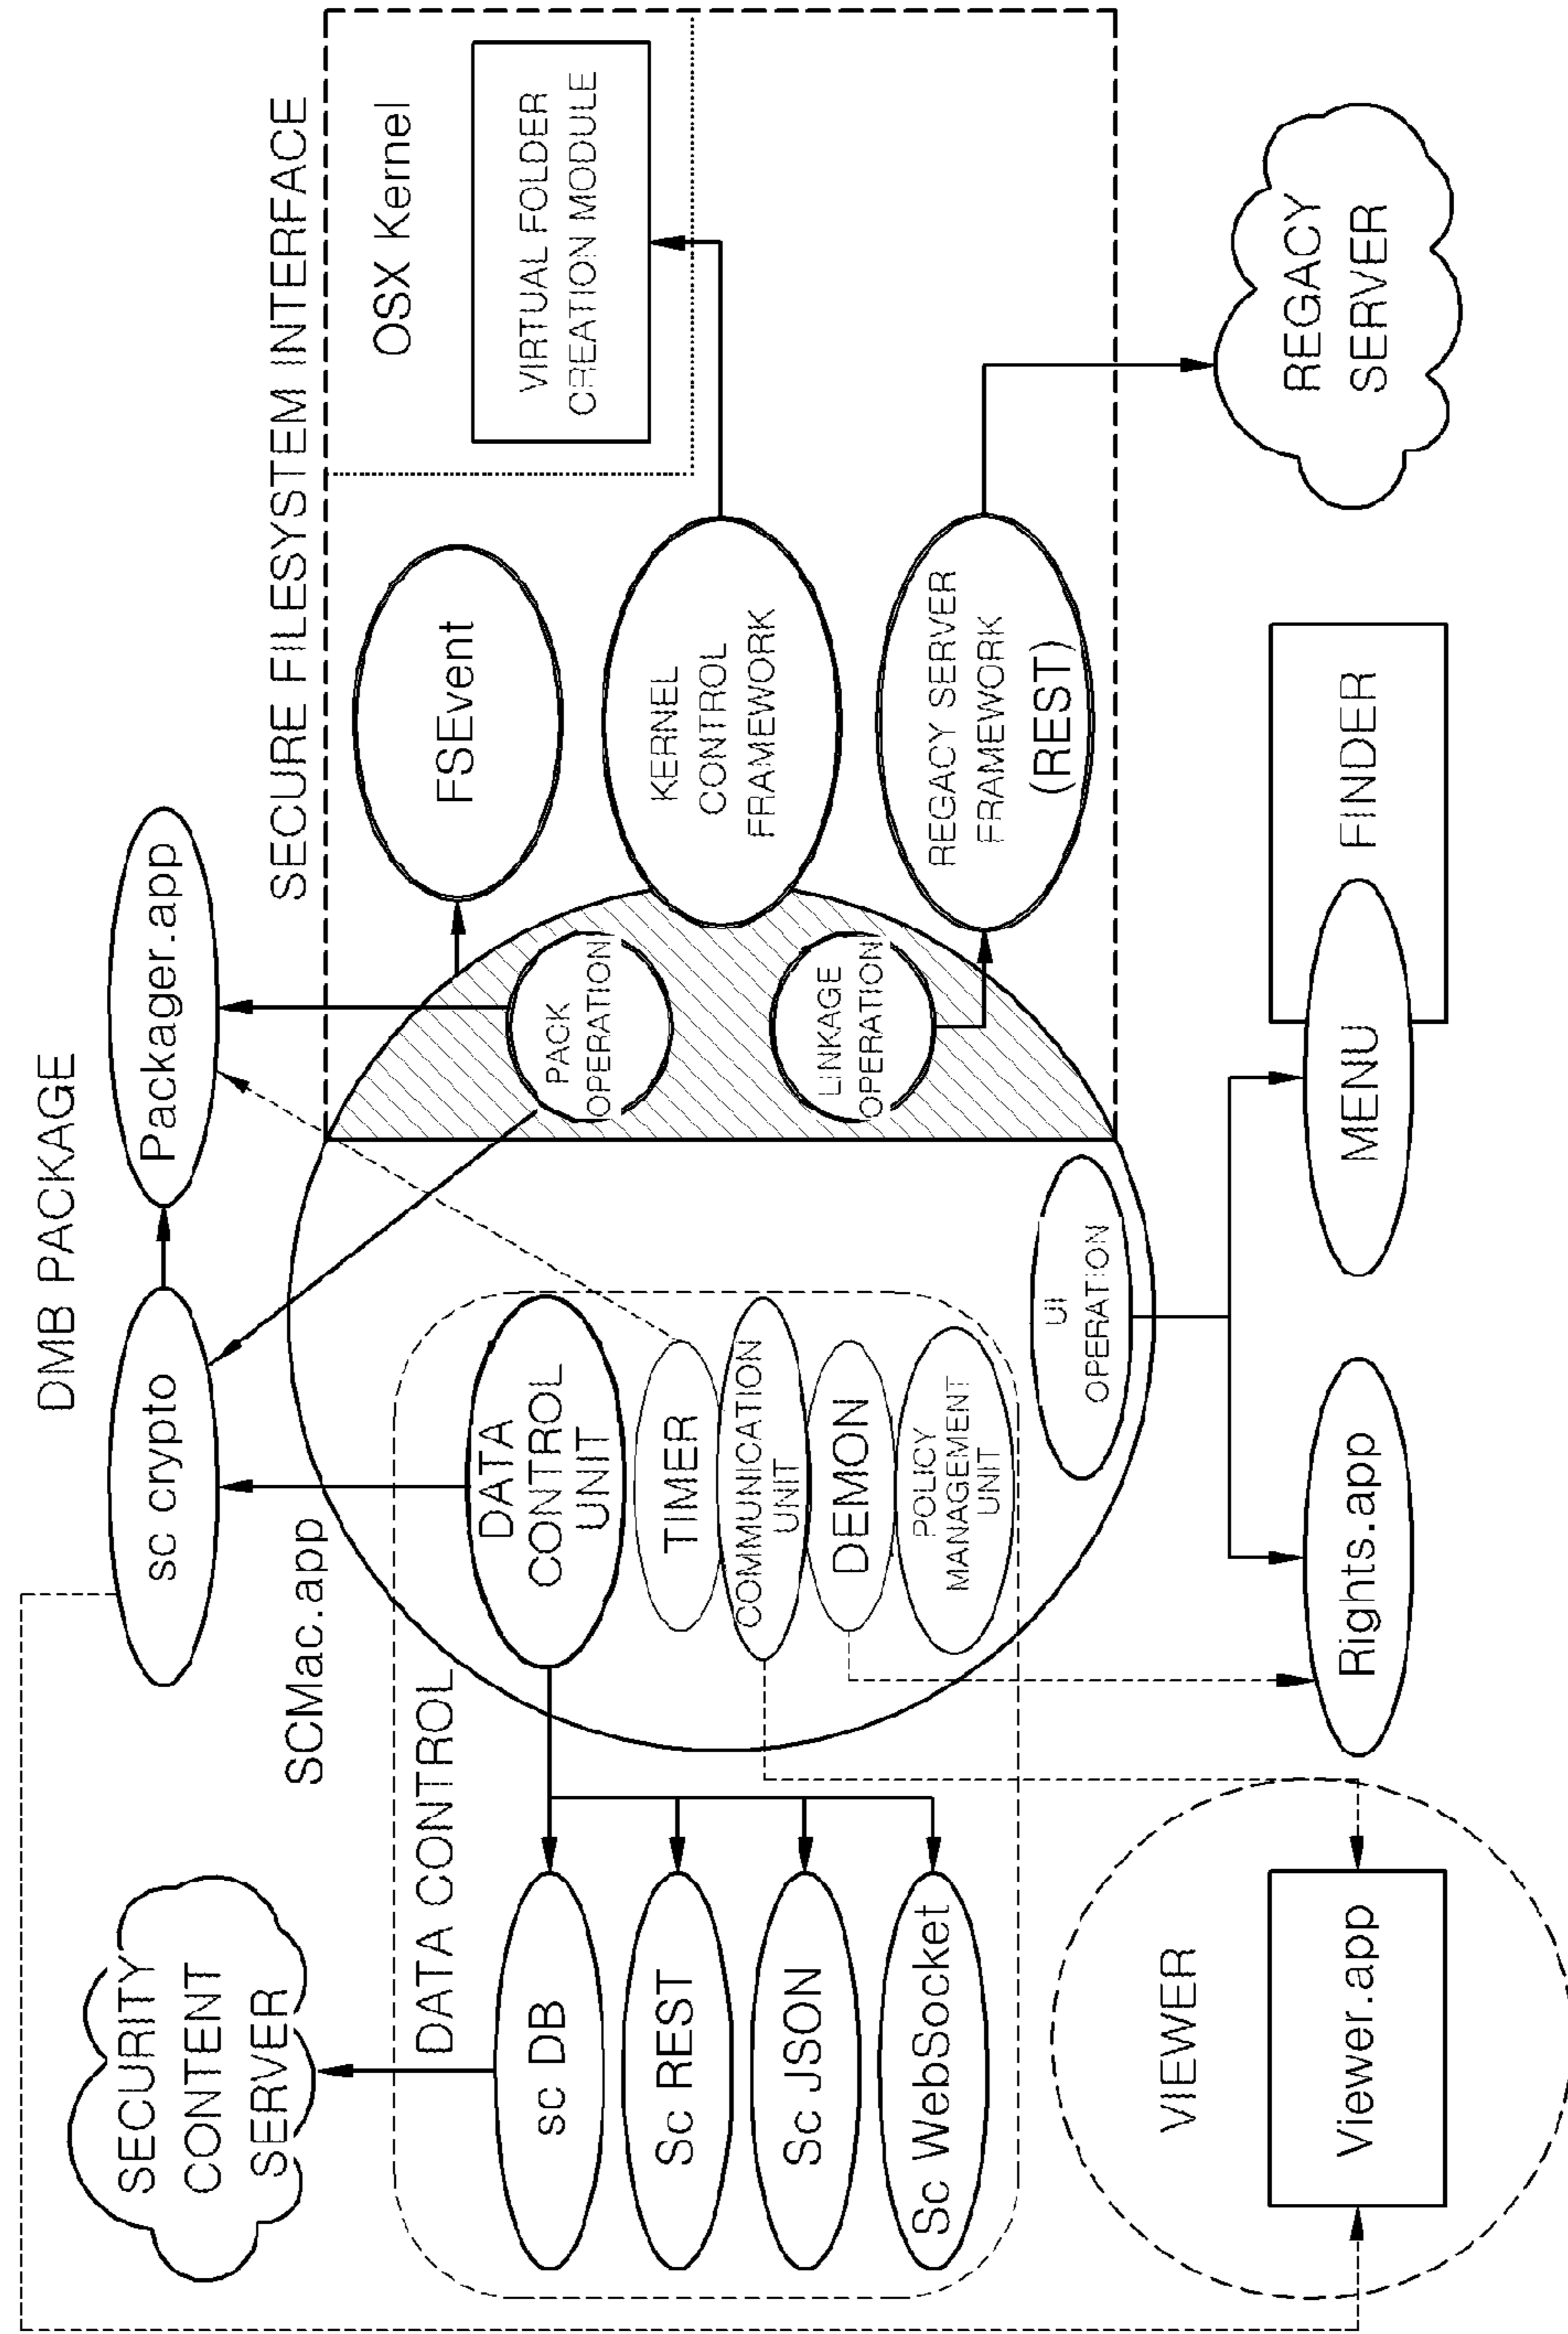 DMB PACKAGE
sc crypto
Packager.app
SECURITY
CONTENT
SERVER
SCMac.app
SECURE FILESYSTEM INTERFACE
DATA CONTROL
OSX Kernel
VIRTUAL FOLDER
CREATION MODULE
FSEvent
sc DB
Sc REST
Sc JSON
Sc WebSocket
DATA
CONTROL
UNIT
TIMER
COMMUNICATION
UNIT
DEMON
POLICY
MANAGEMENT
UNIT
PACK
OPERATION
LINKAGE
OPERATION
KERNEL
CONTROL
FRAMEWORK
REGACY SERVER
FRAMEWORK
(REST)
UI
OPERATION
VIEWER
Viewer.app
Rights.app
MENU
FINDER
REGACY
SERVER